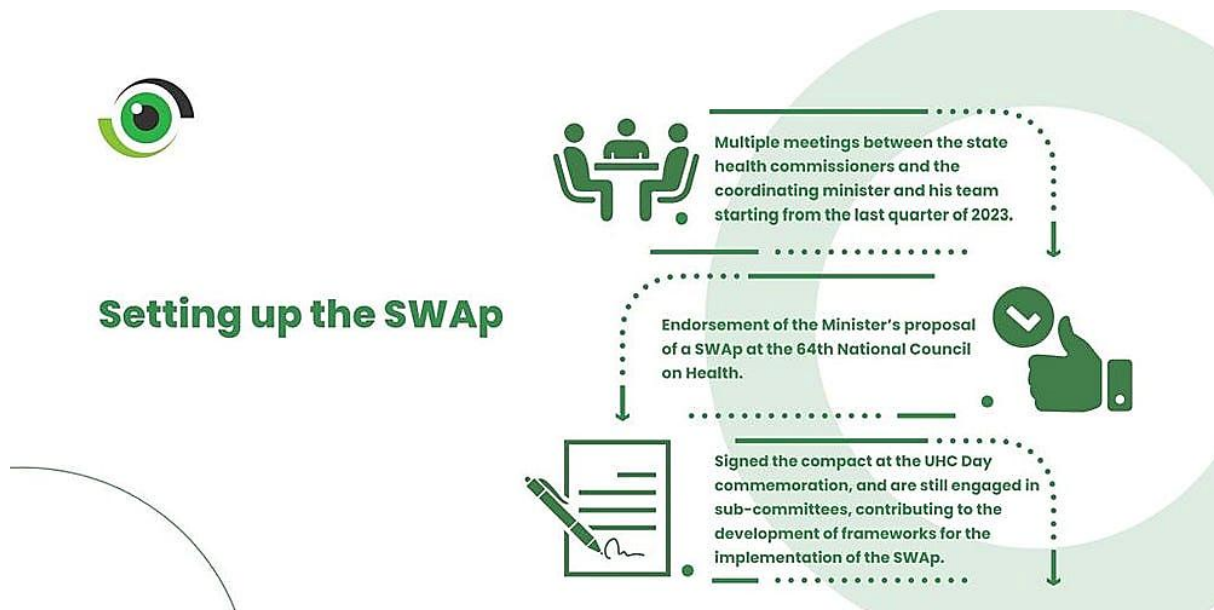 Setting up the SWAp
Multiple meetings between the state
health commissioners and the
coordinating minister and his team
starting from the last quarter of 2023.
Endorsement of the Minister’s proposal
of a SWAp at the 64th National Council
on Health.
Signed the compact at the UHC Day
commemoration, and are still engaged in
sub-committees, contributing to the
development of frameworks for the
implementation of the SWAp.